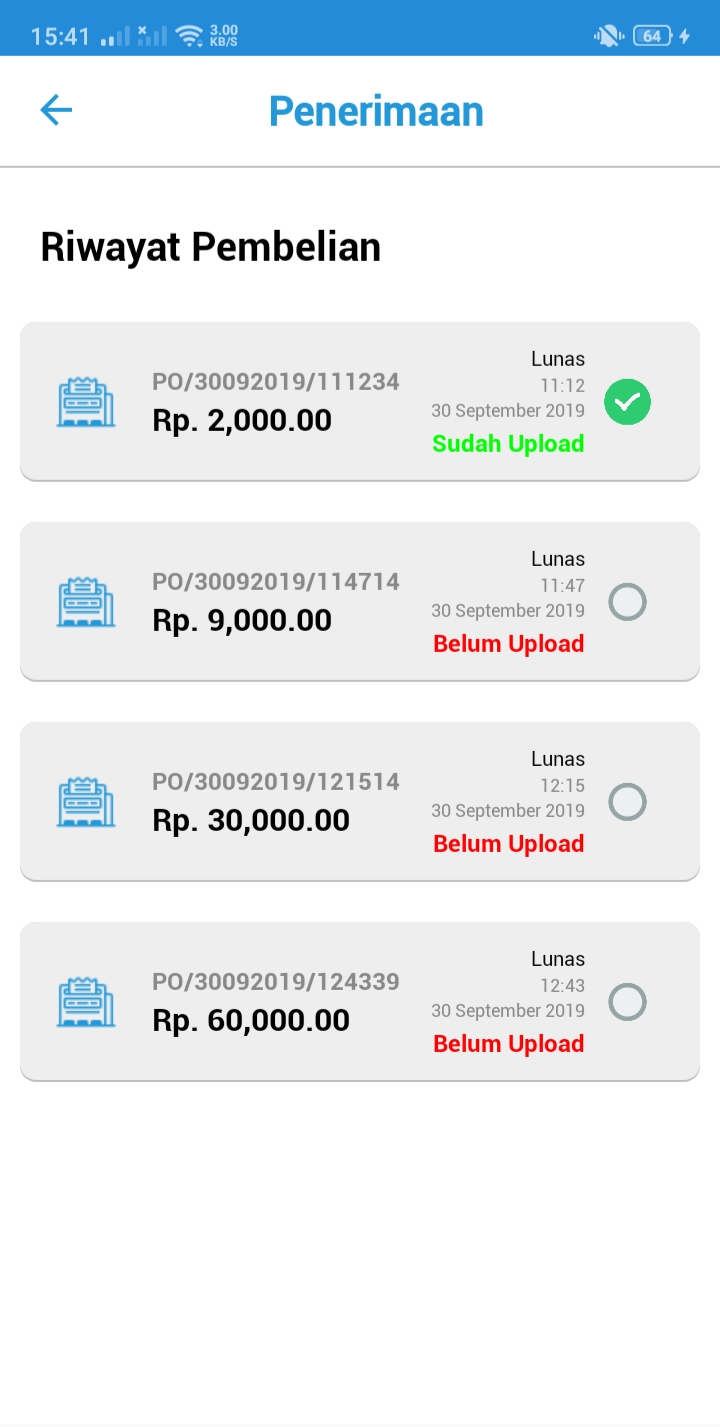 15:41 3.00 KB/S 64
Penerimaan
Riwayat Pembelian
Lunas
PO/30092019/111234 11:12
Rp. 2,000.00 30 September 2019
Sudah Upload
Lunas
PO/30092019/114714 11:47
Rp. 9,000.00 30 September 2019
Belum Upload
Lunas
PO/30092019/121514 12:15
Rp. 30,000.00 30 September 2019
Belum Upload
Lunas
PO/30092019/124339 12:43
Rp. 60,000.00 30 September 2019
Belum Upload